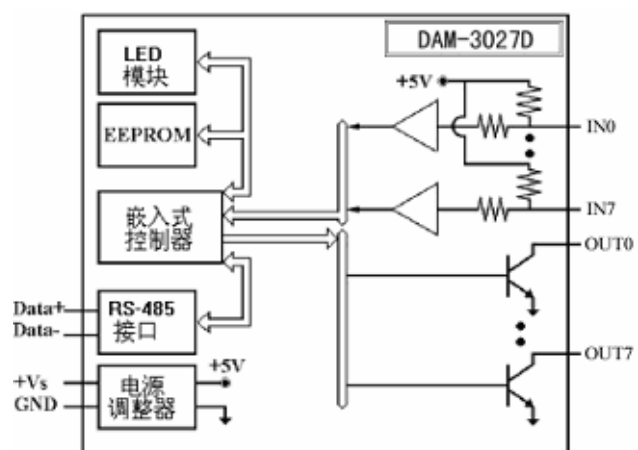 DAM-3027D
LED
模块
EEPROM
嵌入式
控制器
RS-485
接口
Data+
Data-
+Vs
GND
电源
调整器
+5V
+5V
IN0
IN7
OUT0
OUT7